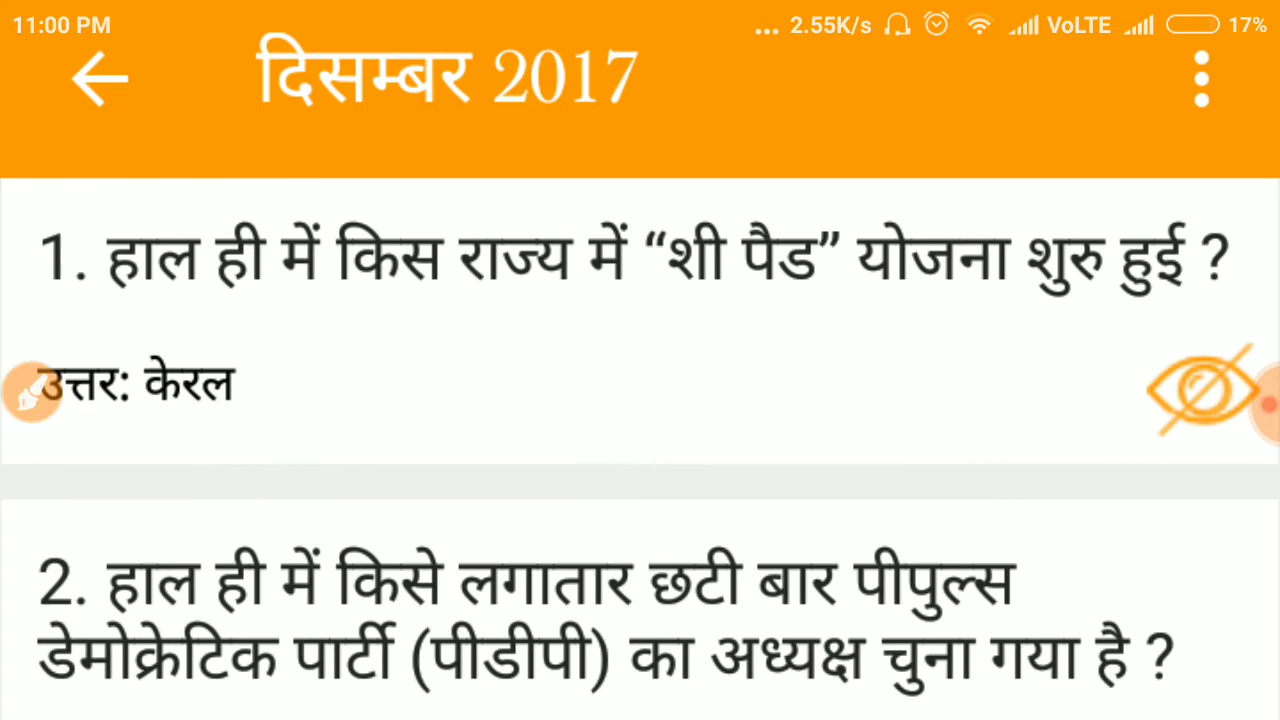 11:00 PM ... 2.55K/s VoLTE 17%
दिसम्बर 2017
1. हाल ही में किस राज्य में “शी पैड” योजना शुरु हुई ?
उत्तर: केरल
2. हाल ही में किसे लगातार छटी बार पीपुल्स
डेमोक्रेटिक पार्टी (पीडीपी) का अध्यक्ष चुना गया है ?